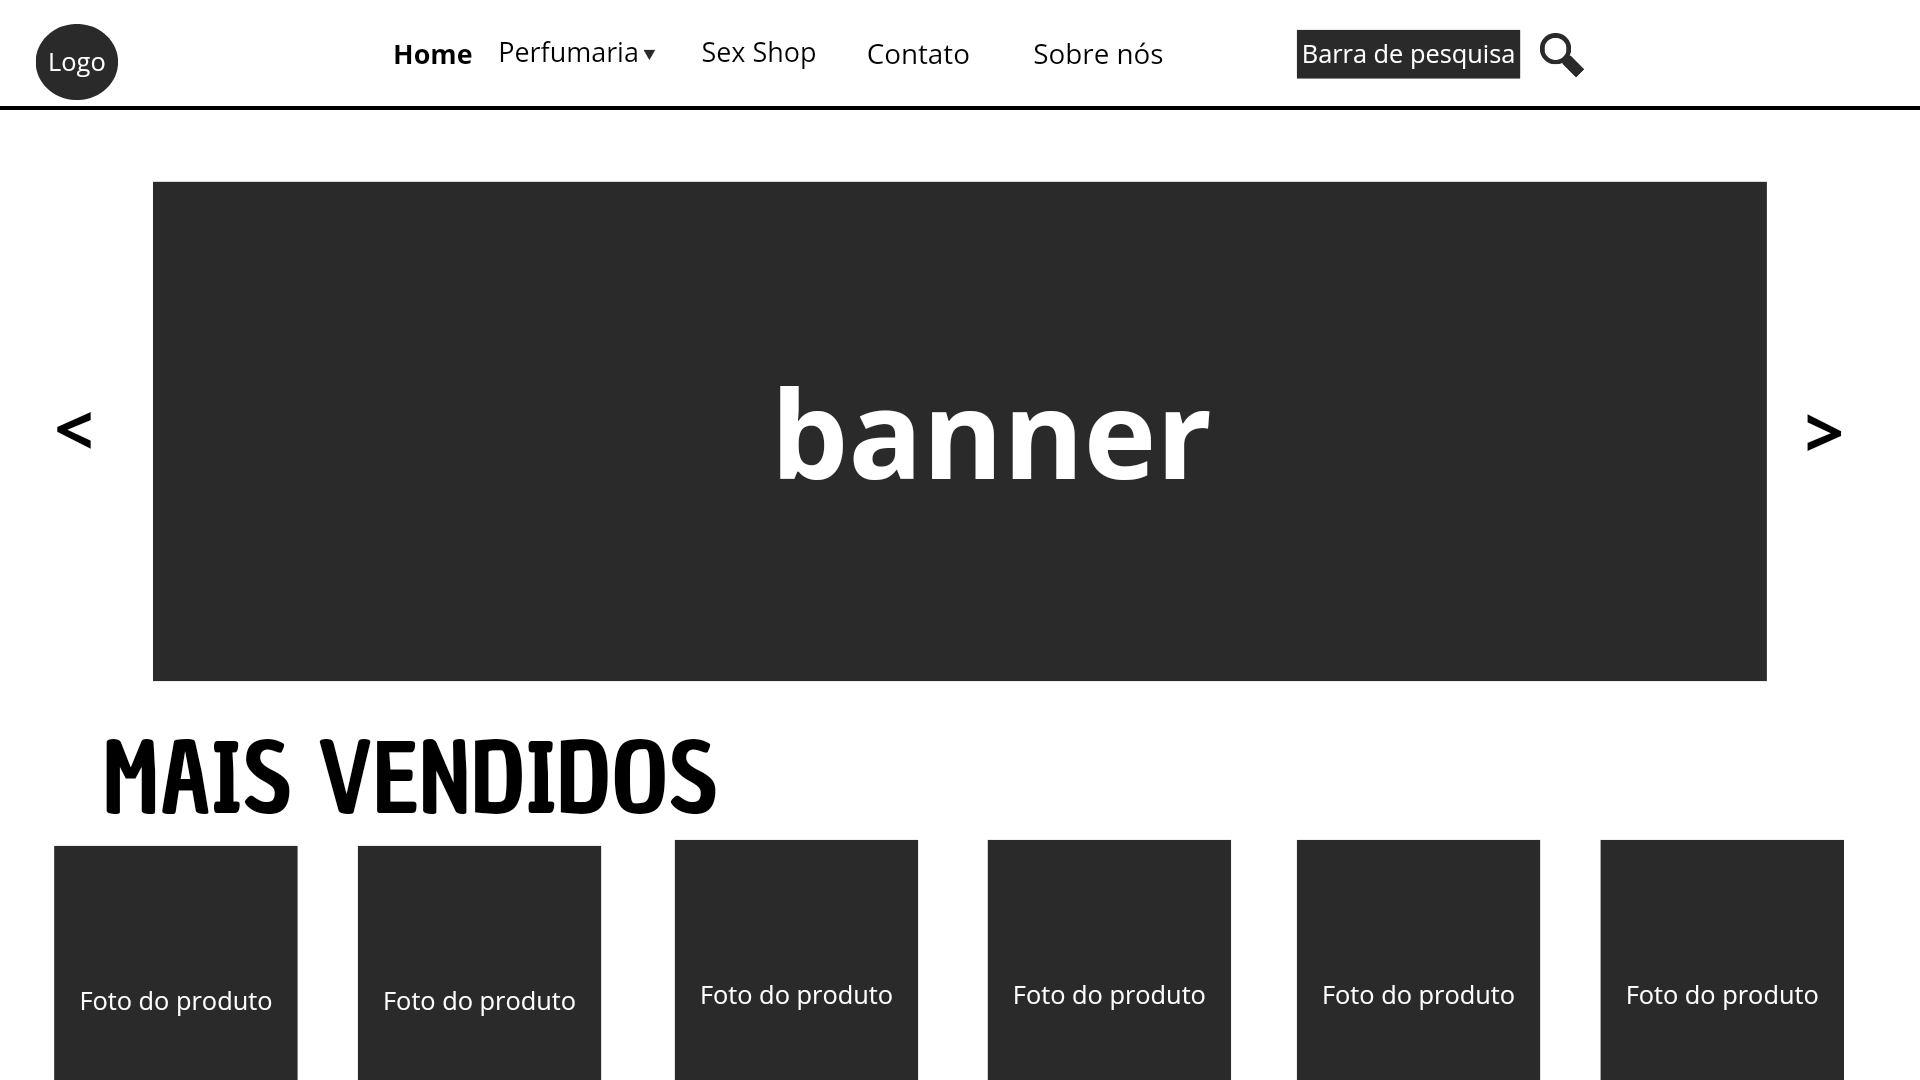 Logo
Home
Perfumaria ▾
Sex Shop
Contato
Sobre nós
Barra de pesquisa
<
banner
>
MAIS VENDIDOS
Foto do produto
Foto do produto
Foto do produto
Foto do produto
Foto do produto
Foto do produto